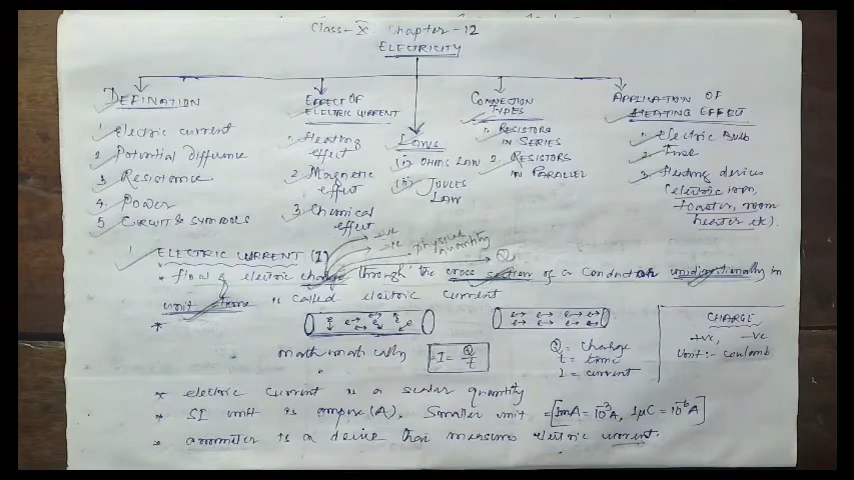 Class-X Chapter-12
ELECTRICITY
DEFINATION
1 Electric current
2 Potential difference
3 Resistance
4. Power
5 CIRCUIT & SYMBOLS
EFFECT OF
ELECTRIC CURRENT
1. Heating
effect
2 Magnetic
effect
3 Chemical
effect
LAWS
(i) OHMS LAW
(ii) JOULES
LAW
CONNECTION
TYPES
1. RESISTORS
IN SERIES
2. RESISTORS
IN PARALLEL
APPLICATION OF
HEATING EFFECT
1. Electric Bulb
2. Fuse
3. Heating devices
(electric iron,
toaster, room
heater etc).
1 ELECTRIC CURRENT (I)
+ve
-ve
physical
quantity
Q
* flow of electric charge through the cross section of a conductor unidirectionally in
unit time is called electric current
*
mathmatically I = Q/t
Q = charge
t = time
I = current
CHARGE
+ve, -ve
Unit:- coulomb
* electric current is a scalar quantity
* SI unit is ampere (A). Smaller unit = [1mA = 10⁻³A, 1μC = 10⁻⁶A]
* ammeter is a device that measures electric current.